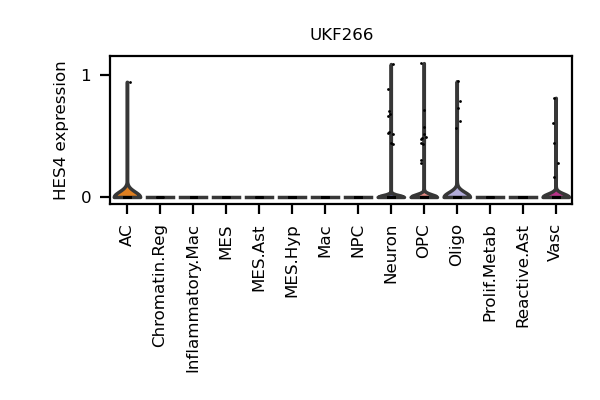 UKF266
HES4 expression
1
0
AC
Chromatin.Reg
Inflammatory.Mac
MES
MES.Ast
MES.Hyp
Mac
NPC
Neuron
OPC
Oligo
Prolif.Metab
Reactive.Ast
Vasc